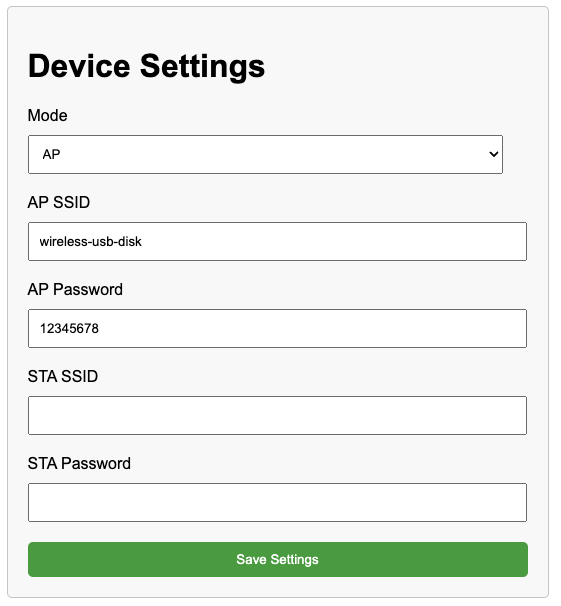 Device Settings
Mode
AP
AP SSID
wireless-usb-disk
AP Password
12345678
STA SSID
STA Password
Save Settings